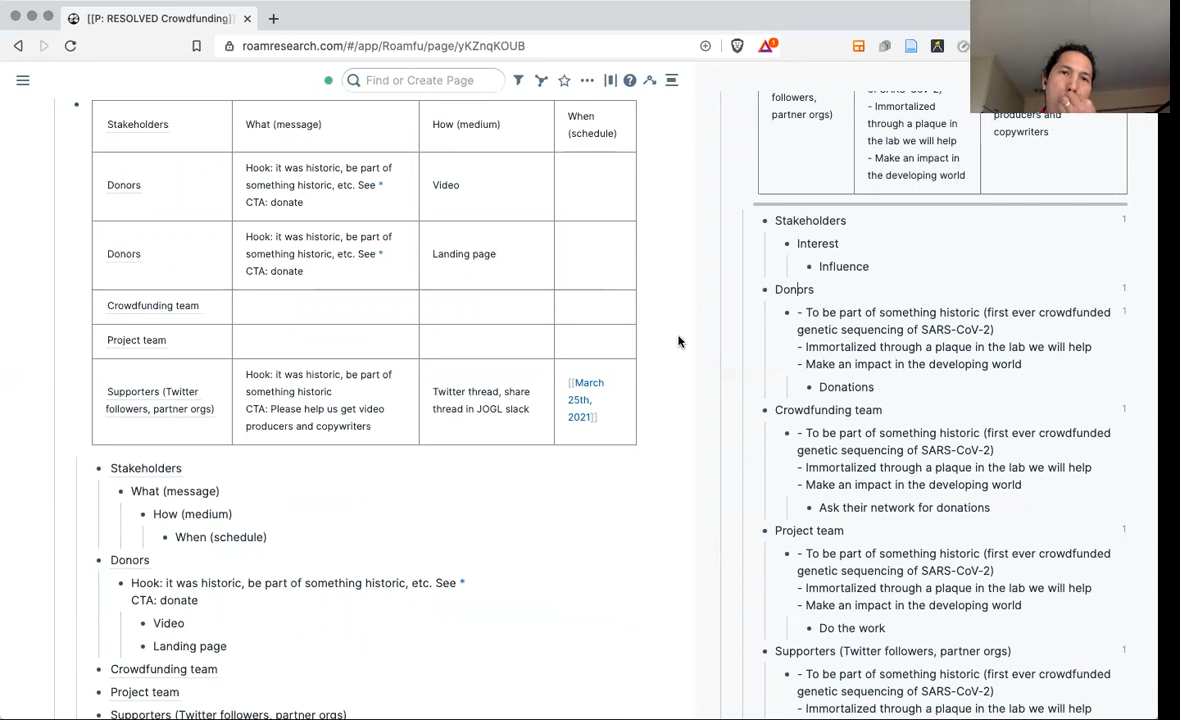 [[P: RESOLVED Crowdfunding]]
roamresearch.com/#/app/Roamfu/page/yKZnqKOUB
1
Find or Create Page
Stakeholders
What (message)
How (medium)
When
(schedule)
Donors
Hook: it was historic, be part of
something historic, etc. See *
CTA: donate
Video
Donors
Hook: it was historic, be part of
something historic, etc. See *
CTA: donate
Landing page
Crowdfunding team
Project team
Supporters (Twitter
followers, partner orgs)
Hook: it was historic, be part of
something historic
CTA: Please help us get video
producers and copywriters
Twitter thread, share
thread in JOGL slack
[[March
25th,
2021]]
Stakeholders
What (message)
How (medium)
When (schedule)
Donors
Hook: it was historic, be part of something historic, etc. See *
CTA: donate
Video
Landing page
Crowdfunding team
Project team
Supporters (Twitter followers, partner orgs)
followers,
partner orgs)
of SARS-CoV-2)
- Immortalized
through a plaque in
the lab we will help
- Make an impact in
the developing world
producers and
copywriters
Stakeholders 1
Interest
Influence
Donors 1
- To be part of something historic (first ever crowdfunded 1
genetic sequencing of SARS-CoV-2)
- Immortalized through a plaque in the lab we will help
- Make an impact in the developing world
Donations
Crowdfunding team 1
- To be part of something historic (first ever crowdfunded
genetic sequencing of SARS-CoV-2)
- Immortalized through a plaque in the lab we will help
- Make an impact in the developing world
Ask their network for donations
Project team 1
- To be part of something historic (first ever crowdfunded
genetic sequencing of SARS-CoV-2)
- Immortalized through a plaque in the lab we will help
- Make an impact in the developing world
Do the work
Supporters (Twitter followers, partner orgs) 1
- To be part of something historic (first ever crowdfunded
genetic sequencing of SARS-CoV-2)
- Immortalized through a plaque in the lab we will help